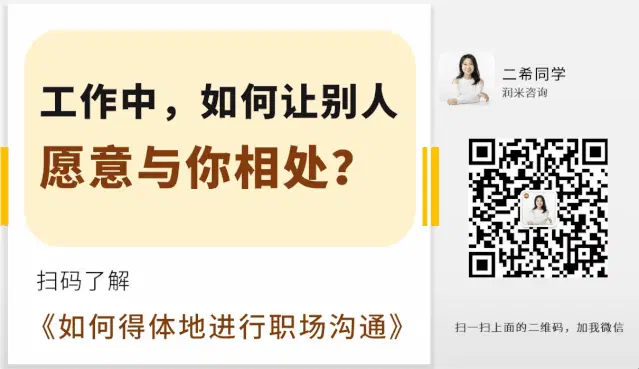 工作中，如何让别人
愿意与你相处？
扫码了解
《如何得体地进行职场沟通》
二希同学
润米咨询
扫一扫上面的二维码，加我微信